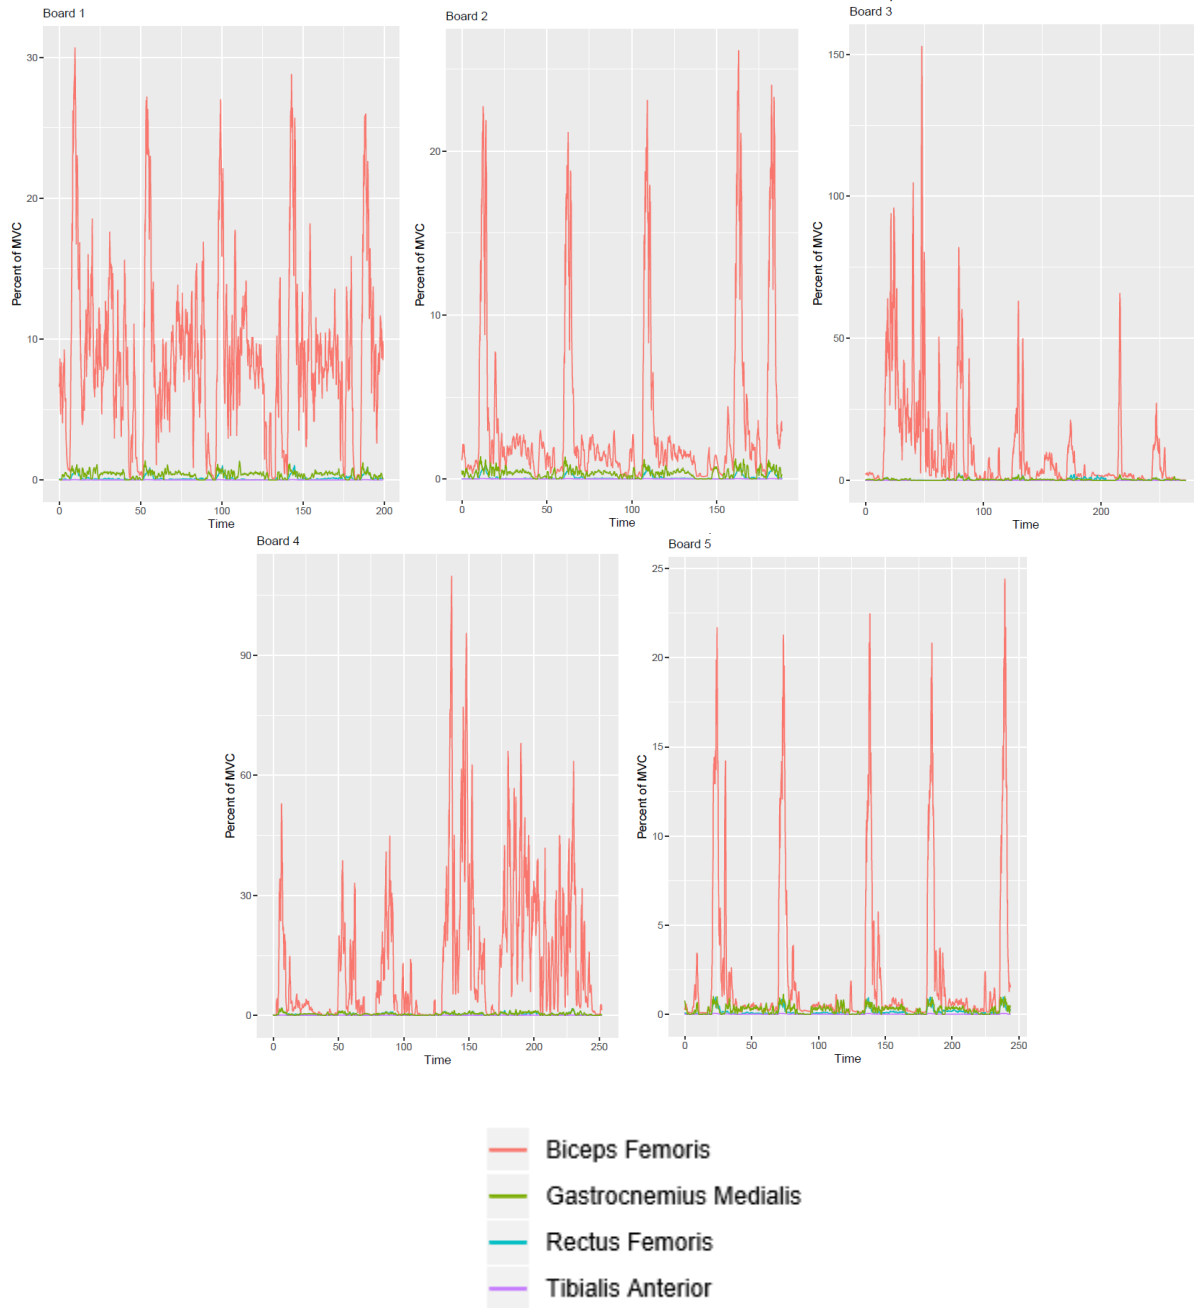 Board 1
Percent of MVC
30
20
10
0
0 50 100 150 200
Time
Board 2
Percent of MVC
20
10
0
0 50 100 150
Time
Board 3
Percent of MVC
150
100
50
0
0 100 200
Time
Board 4
Percent of MVC
90
60
30
0
0 50 100 150 200 250
Time
Board 5
Percent of MVC
25
20
15
10
5
0
0 50 100 150 200 250
Time
Biceps Femoris
Gastrocnemius Medialis
Rectus Femoris
Tibialis Anterior